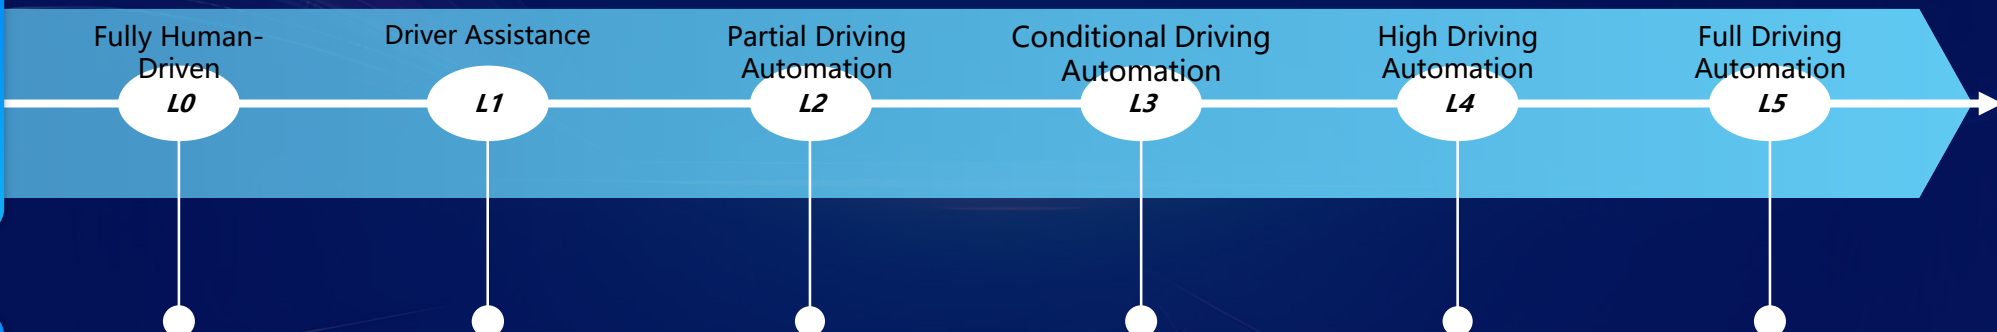 Fully Human-
Driven
L0
Driver Assistance
L1
Partial Driving
Automation
L2
Conditional Driving
Automation
L3
High Driving
Automation
L4
Full Driving
Automation
L5